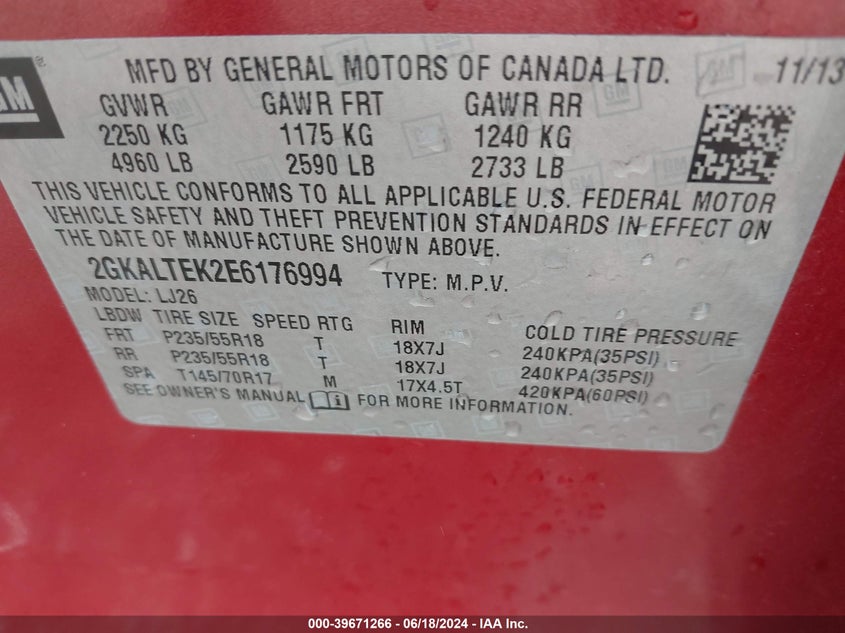 GM
MFD BY GENERAL MOTORS OF CANADA LTD. 11/13
GVWR GAWR FRT GAWR RR
2250 KG 1175 KG 1240 KG
4960 LB 2590 LB 2733 LB
THIS VEHICLE CONFORMS TO ALL APPLICABLE U.S. FEDERAL MOTOR
VEHICLE SAFETY AND THEFT PREVENTION STANDARDS IN EFFECT ON
THE DATE OF MANUFACTURE SHOWN ABOVE.
2GKALTEK2E6176994 TYPE: M.P.V.
MODEL: LJ26
LBDW TIRE SIZE SPEED RTG RIM COLD TIRE PRESSURE
FRT P235/55R18 T 18X7J 240KPA(35PSI)
RR P235/55R18 T 18X7J 240KPA(35PSI)
SPA T145/70R17 M 17X4.5T 420KPA(60PSI)
SEE OWNER'S MANUAL FOR MORE INFORMATION.
000-39671266 - 06/18/2024 - IAA Inc.